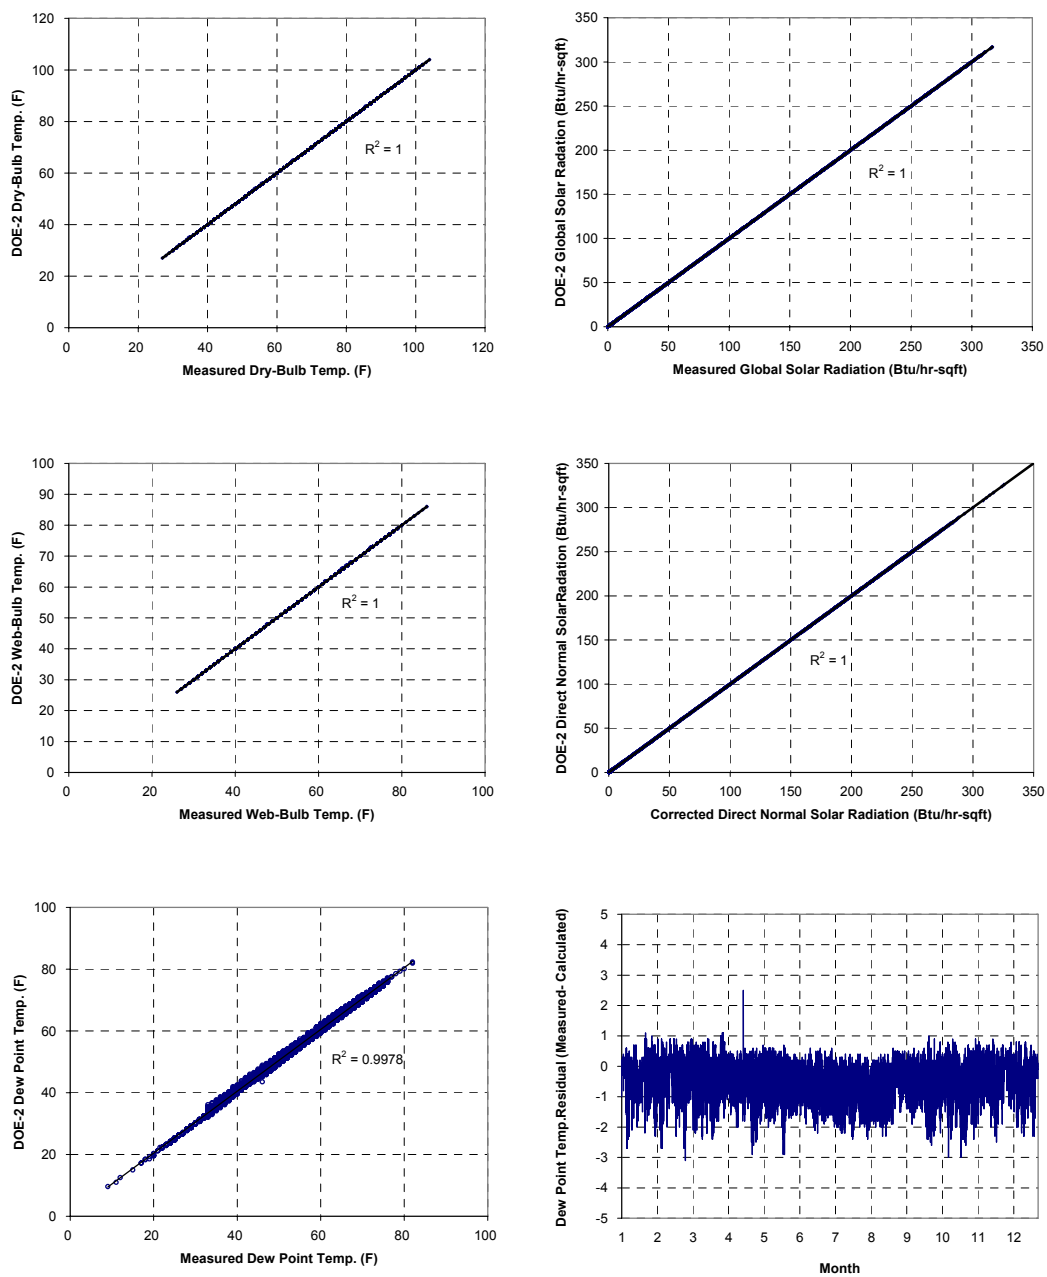 DOE-2 Dry-Bulb Temp. (F)
120
100
80
60
40
20
0
R² = 1
0 20 40 60 80 100 120
Measured Dry-Bulb Temp. (F)
DOE-2 Global Solar Radation (Btu/hr-sqft)
350
300
250
200
150
100
50
0
R² = 1
0 50 100 150 200 250 300 350
Measured Global Solar Radiation (Btu/hr-sqft)
DOE-2 Web-Bulb Temp. (F)
100
90
80
70
60
50
40
30
20
10
0
R² = 1
0 20 40 60 80 100
Measured Web-Bulb Temp. (F)
DOE-2 Direct Normal SolarRadation (Btu/hr-sqft)
350
300
250
200
150
100
50
0
R² = 1
0 50 100 150 200 250 300 350
Corrected Direct Normal Solar Radiation (Btu/hr-sqft)
DOE-2 Dew Point Temp. (F)
100
80
60
40
20
0
R² = 0.9978
0 20 40 60 80 100
Measured Dew Point Temp. (F)
Dew Point Temp.Residual (Measured- Calculated)
5
4
3
2
1
0
-1
-2
-3
-4
-5
1 2 3 4 5 6 7 8 9 10 11 12
Month